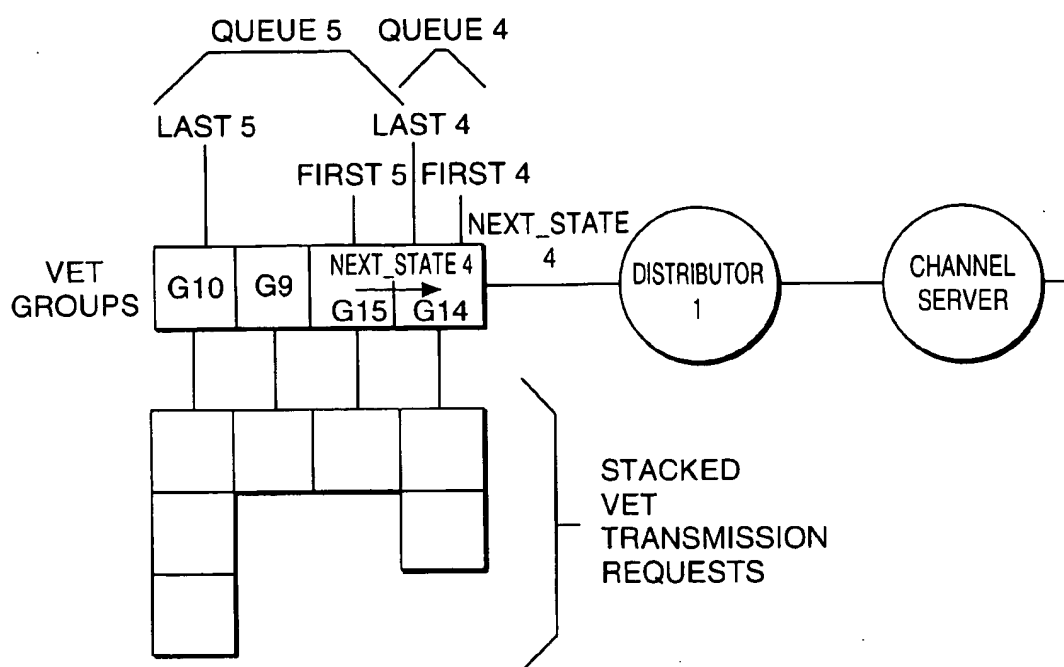 QUEUE 5
QUEUE 4
LAST 5
LAST 4
FIRST 5
FIRST 4
NEXT_STATE
4
VET
GROUPS
G10
G9
NEXT_STATE 4
G15
G14
DISTRIBUTOR
1
CHANNEL
SERVER
STACKED
VET
TRANSMISSION
REQUESTS